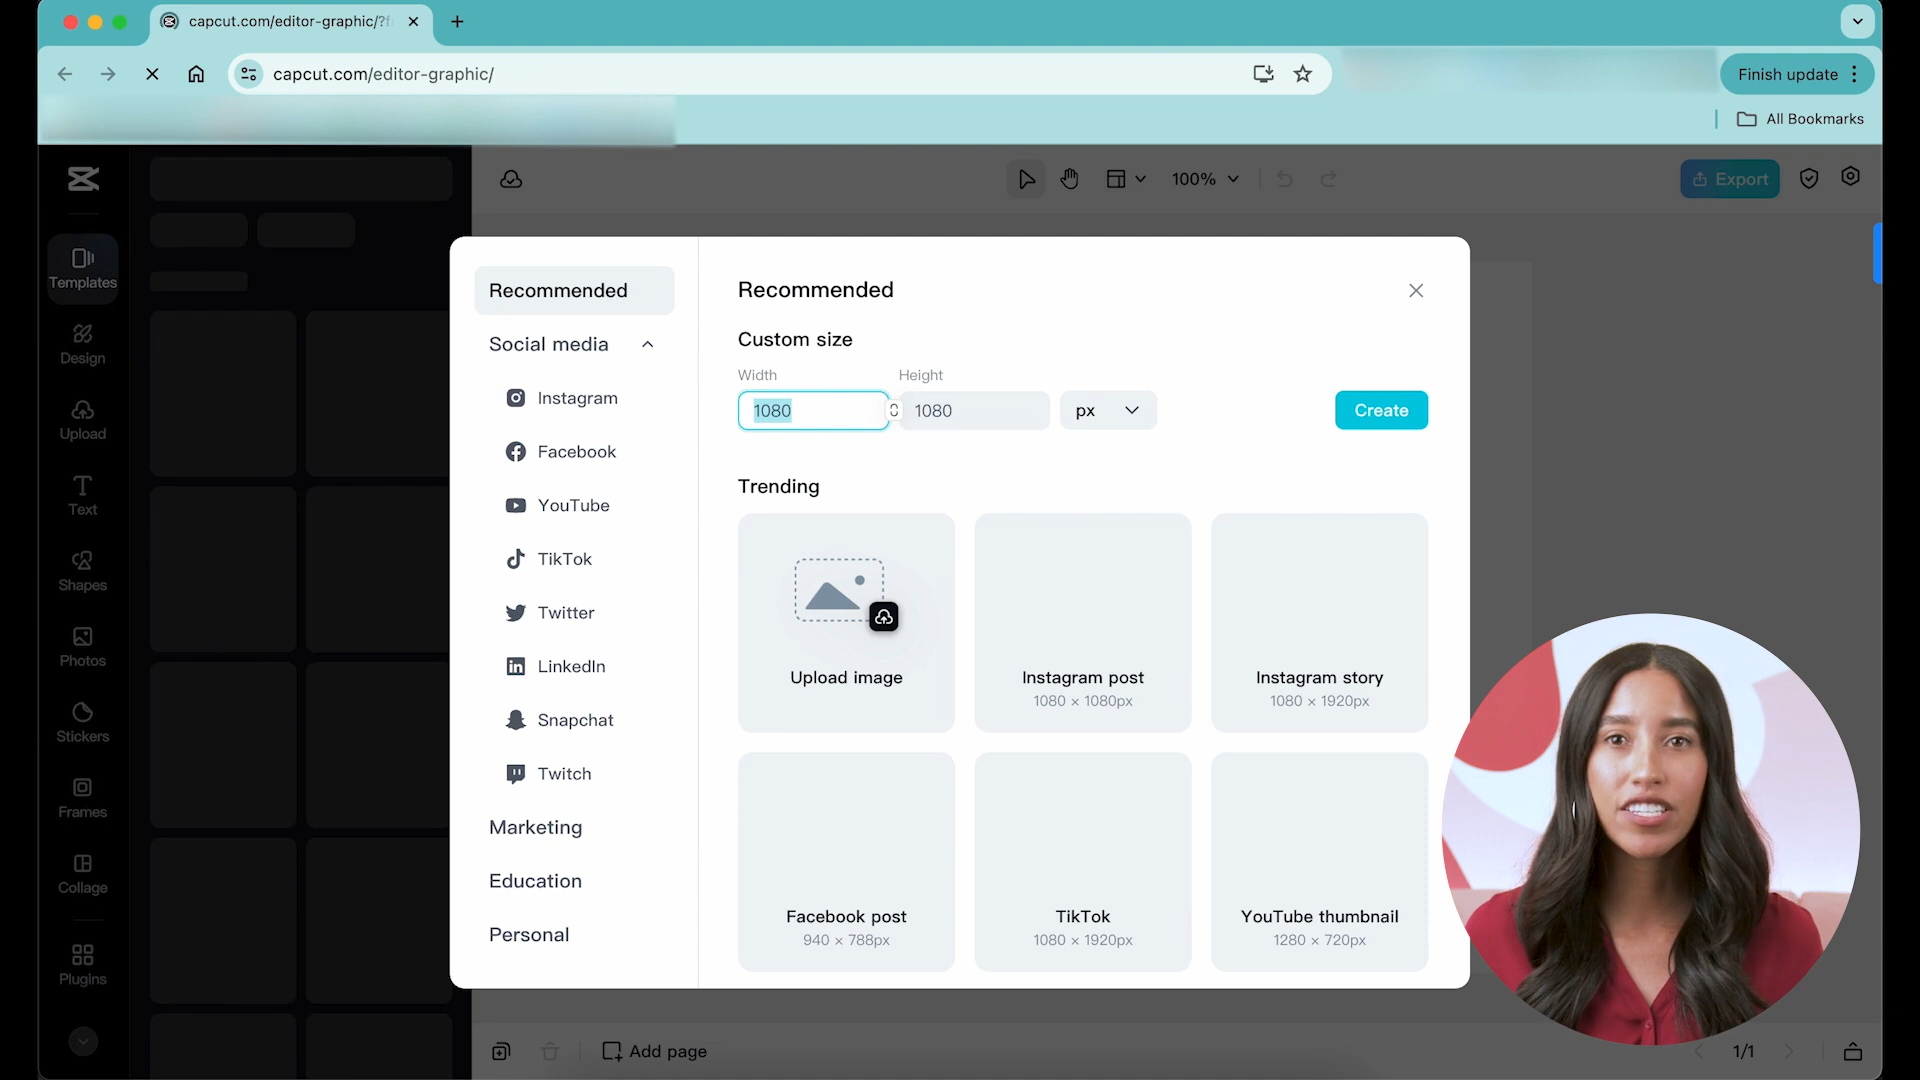 capcut.com/editor-graphic/?f
capcut.com/editor-graphic/
Finish update
All Bookmarks
100%
Export
Templates
Design
Upload
Text
Shapes
Photos
Stickers
Frames
Collage
Plugins
Recommended
Social media
Instagram
Facebook
YouTube
TikTok
Twitter
LinkedIn
Snapchat
Twitch
Marketing
Education
Personal
Recommended
Custom size
Width
Height
1080
1080
px
Create
Trending
Upload image
Instagram post
1080 × 1080px
Instagram story
1080 × 1920px
Facebook post
940 × 788px
TikTok
1080 × 1920px
YouTube thumbnail
1280 × 720px
Add page
1/1